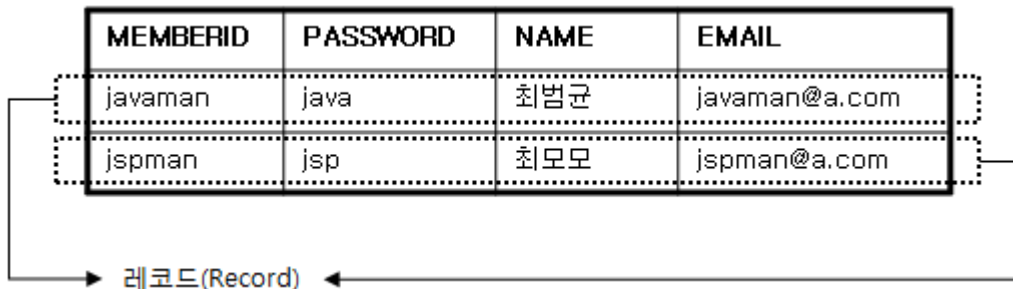 MEMBERID PASSWORD NAME EMAIL
javaman java 최범균 javaman@a.com
jspman jsp 최모모 jspman@a.com
레코드(Record)